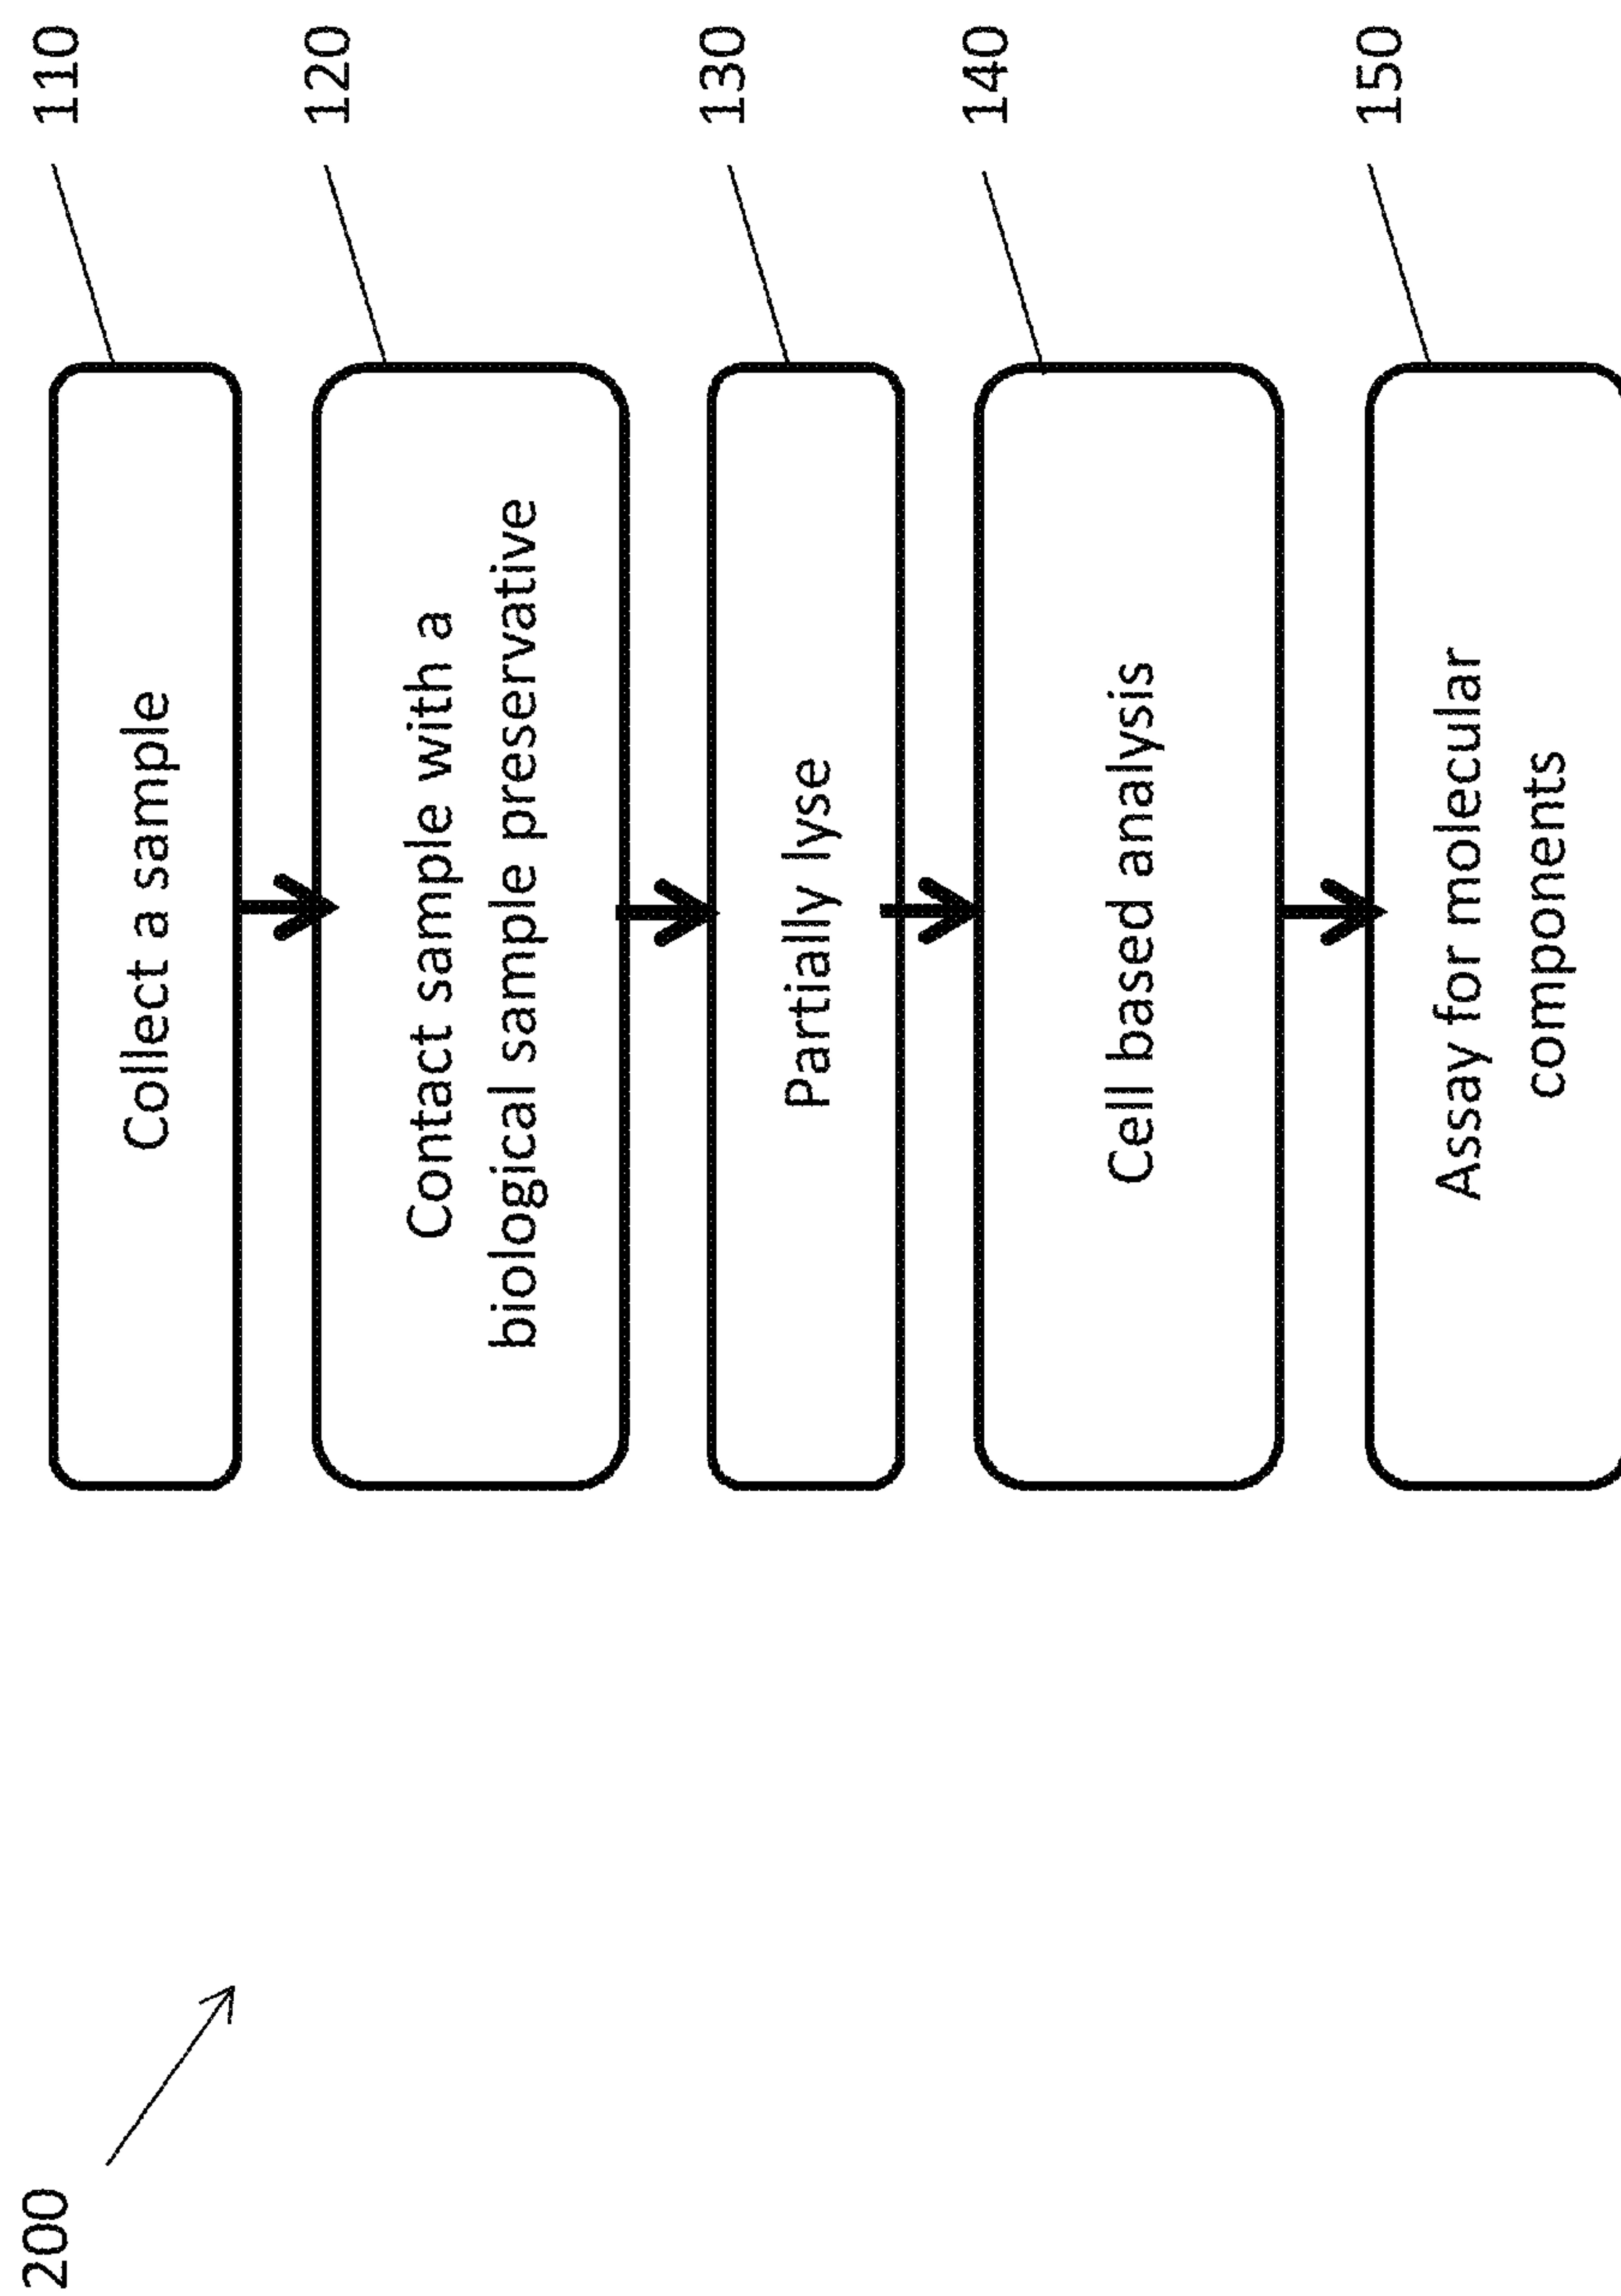 200
Collect a sample
110
Contact sample with a
biological sample preservative
120
Partially lyse
130
Cell based analysis
140
Assay for molecular
components
150